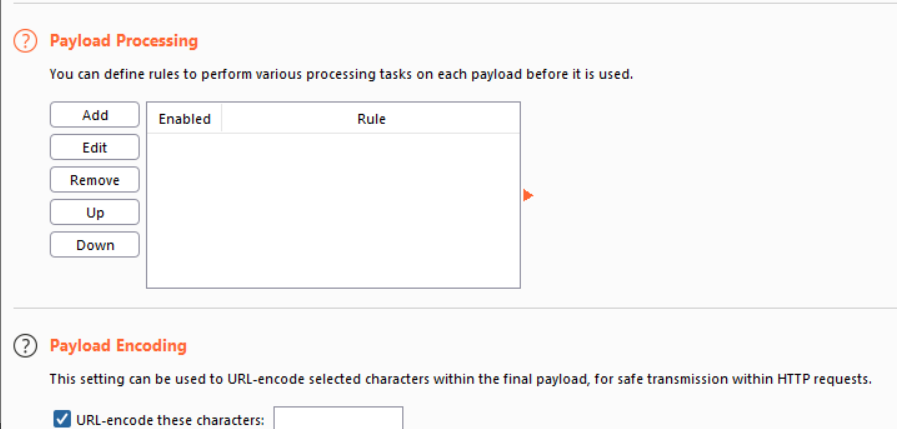 Payload Processing
You can define rules to perform various processing tasks on each payload before it is used.
Add
Enabled Rule
Edit
Remove
Up
Down
Payload Encoding
This setting can be used to URL-encode selected characters within the final payload, for safe transmission within HTTP requests.
URL-encode these characters: